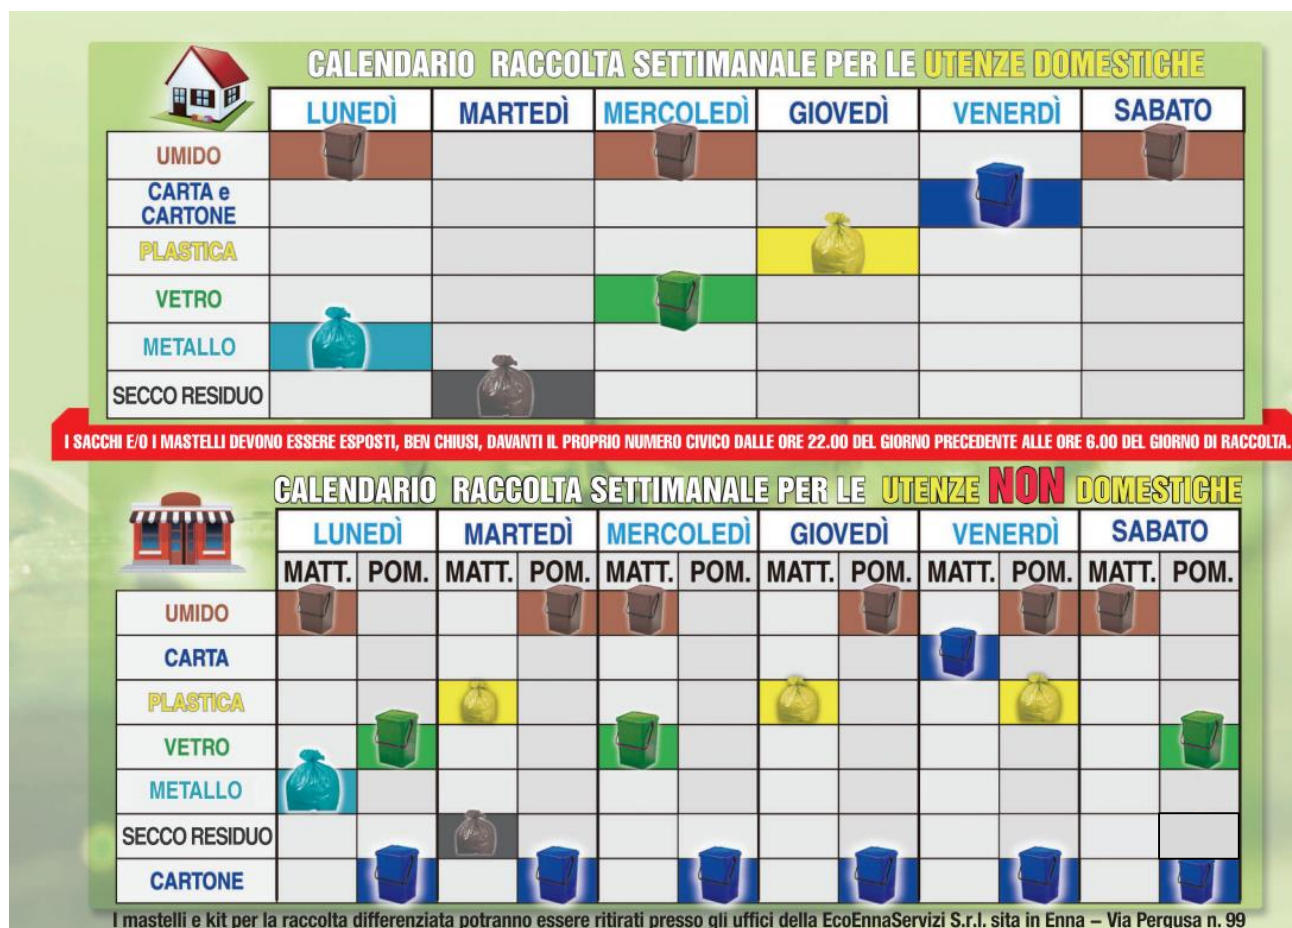 CALENDARIO RACCOLTA SETTIMANALE PER LE UTENZE DOMESTICHE
LUNEDÌ MARTEDÌ MERCOLEDÌ GIOVEDÌ VENERDÌ SABATO
UMIDO
CARTA e
CARTONE
PLASTICA
VETRO
METALLO
SECCO RESIDUO
I SACCHI E/O I MASTELLI DEVONO ESSERE ESPOSTI, BEN CHIUSI, DAVANTI IL PROPRIO NUMERO CIVICO DALLE ORE 22.00 DEL GIORNO PRECEDENTE ALLE ORE 6.00 DEL GIORNO DI RACCOLTA.
CALENDARIO RACCOLTA SETTIMANALE PER LE UTENZE NON DOMESTICHE
LUNEDÌ MARTEDÌ MERCOLEDÌ GIOVEDÌ VENERDÌ SABATO
MATT. POM. MATT. POM. MATT. POM. MATT. POM. MATT. POM. MATT. POM.
UMIDO
CARTA
PLASTICA
VETRO
METALLO
SECCO RESIDUO
CARTONE
I mastelli e kit per la raccolta differenziata potranno essere ritirati presso gli uffici della EcoEnnaServizi S.r.l. sita in Enna – Via Pergusa n. 99